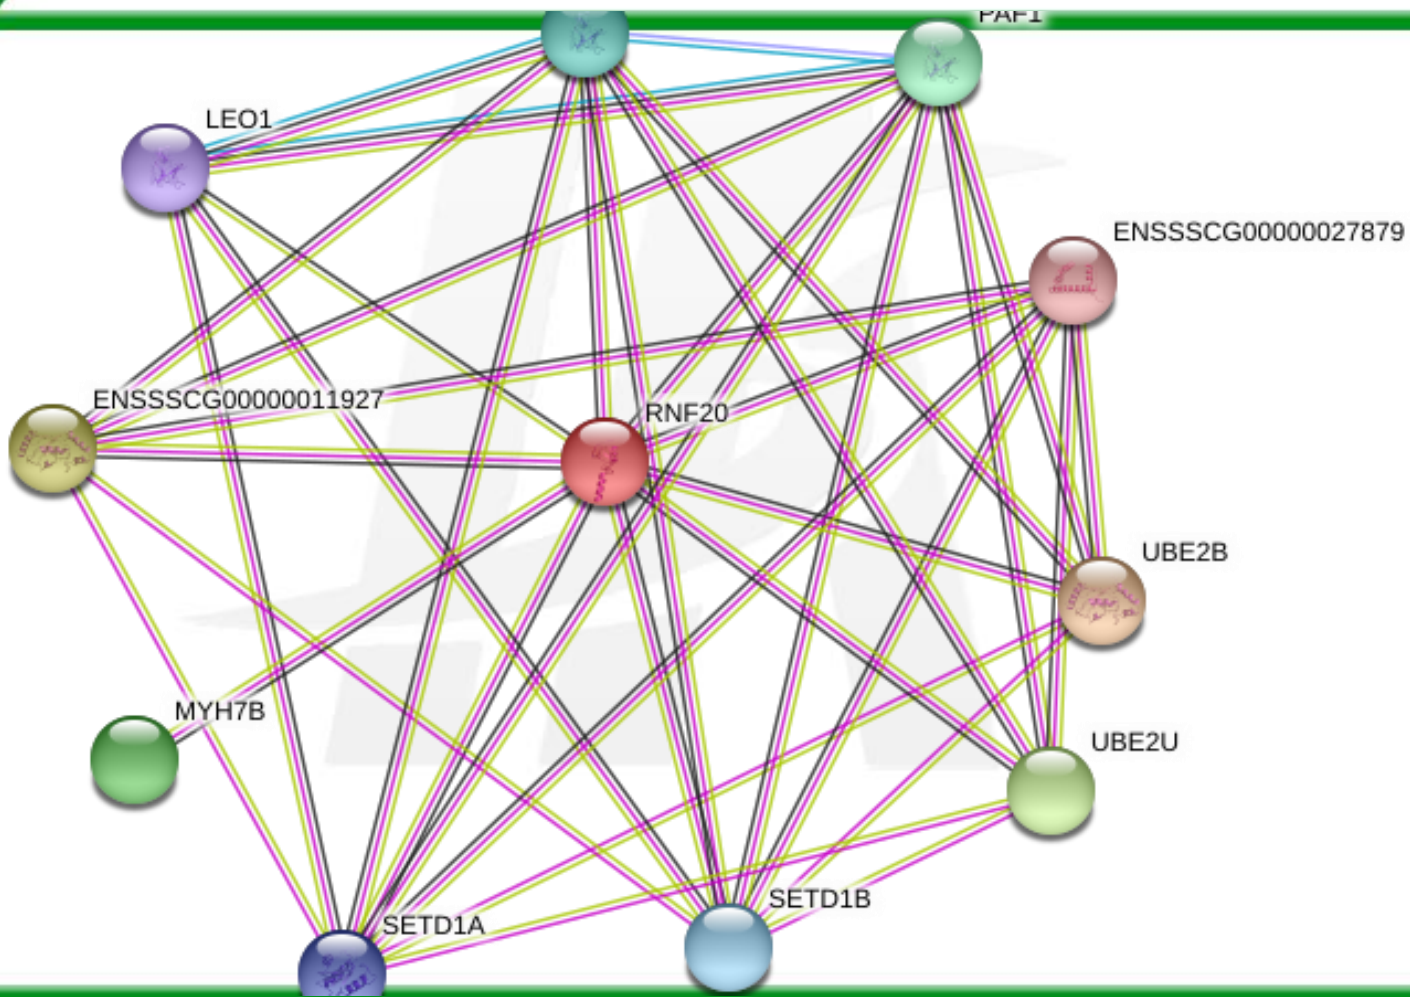 PAF1
LEO1
ENSSSCG00000027879
ENSSSCG00000011927
RNF20
UBE2B
MYH7B
UBE2U
SETD1B
SETD1A